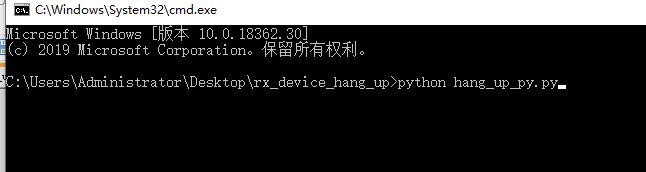 C:\Windows\System32\cmd.exe
Microsoft Windows [版本 10.0.18362.30]
(c) 2019 Microsoft Corporation。保留所有权利。
C:\Users\Administrator\Desktop\rx_device_hang_up>python hang_up_py.py